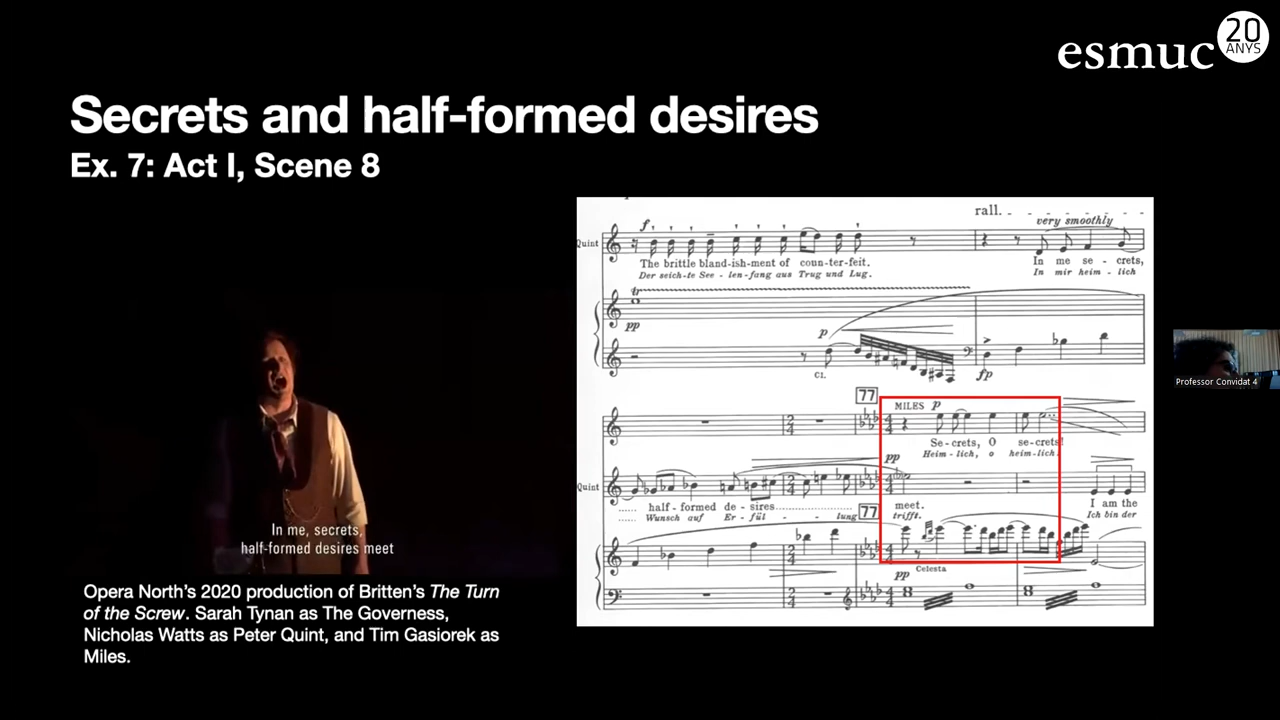 esmuc
20
ANYS
Secrets and half-formed desires
Ex. 7: Act I, Scene 8
In me, secrets,
half-formed desires meet
Opera North's 2020 production of Britten's The Turn
of the Screw. Sarah Tynan as The Governess,
Nicholas Watts as Peter Quint, and Tim Gasiorek as
Miles.
rall.
f
very smoothly
Quint
The brittle bland-ish-ment of coun-ter-feit.
In me se - crets,
Der seich-te See - len-fang aus Trug und Lug.
In mir heim - lich
tr
pp
p
Cl.
fp
77
MILES p
Se-crets, O se-crets!
Heim-lich, o heim-lich
pp
Quint
half-formed de-sires
meet.
I am the
Wunsch auf Er-fül - - lung
77
trifft.
Ich bin der
Celesta
pp
Professor Convidat 4